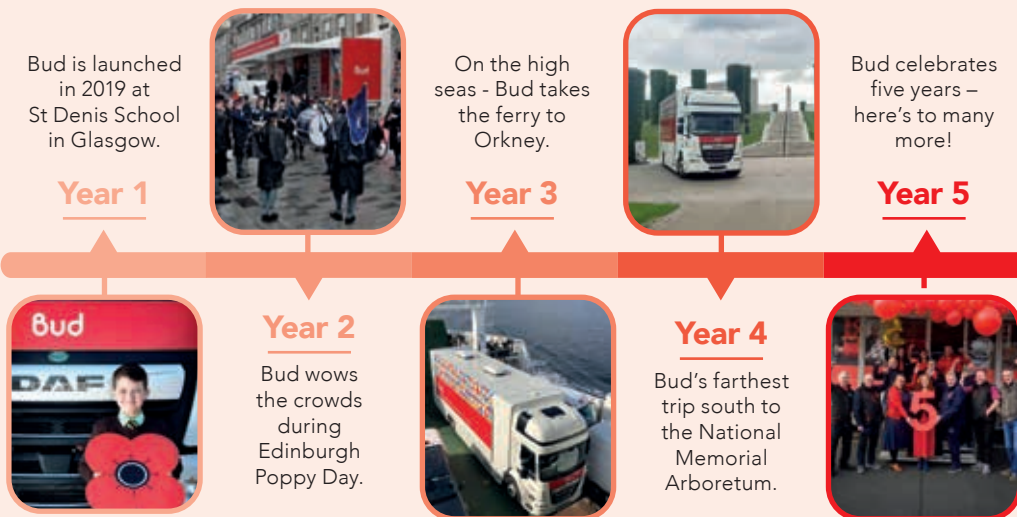 Bud is launched
in 2019 at
St Denis School
in Glasgow.
Year 1
Bud
DAF
Bud
Year 2
Bud wows
the crowds
during
Edinburgh
Poppy Day.
On the high
seas - Bud takes
the ferry to
Orkney.
Year 3
Year 4
Bud’s farthest
trip south to
the National
Memorial
Arboretum.
Bud celebrates
five years –
here’s to many
more!
Year 5
5